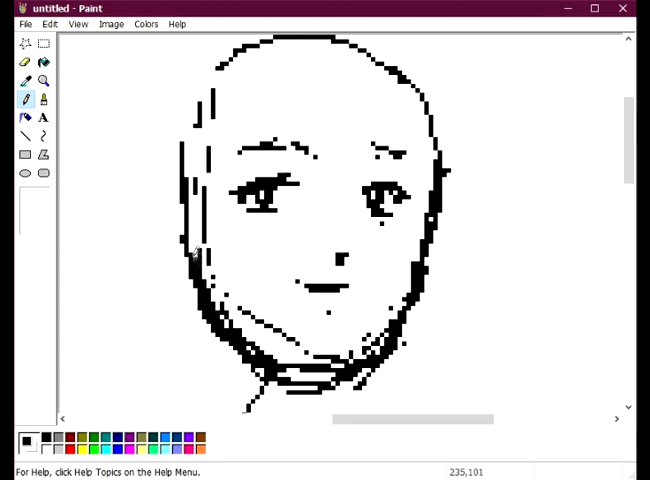 untitled - Paint
File Edit View Image Colors Help
A
For Help, click Help Topics on the Help Menu.
235,101